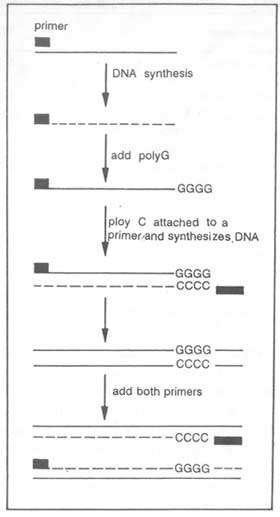 primer
DNA synthesis
add polyG
GGGG
ploy C attached to a
primer and synthesizes DNA
GGGG
CCCC
GGGG
CCCC
add both primers
CCCC
GGGG